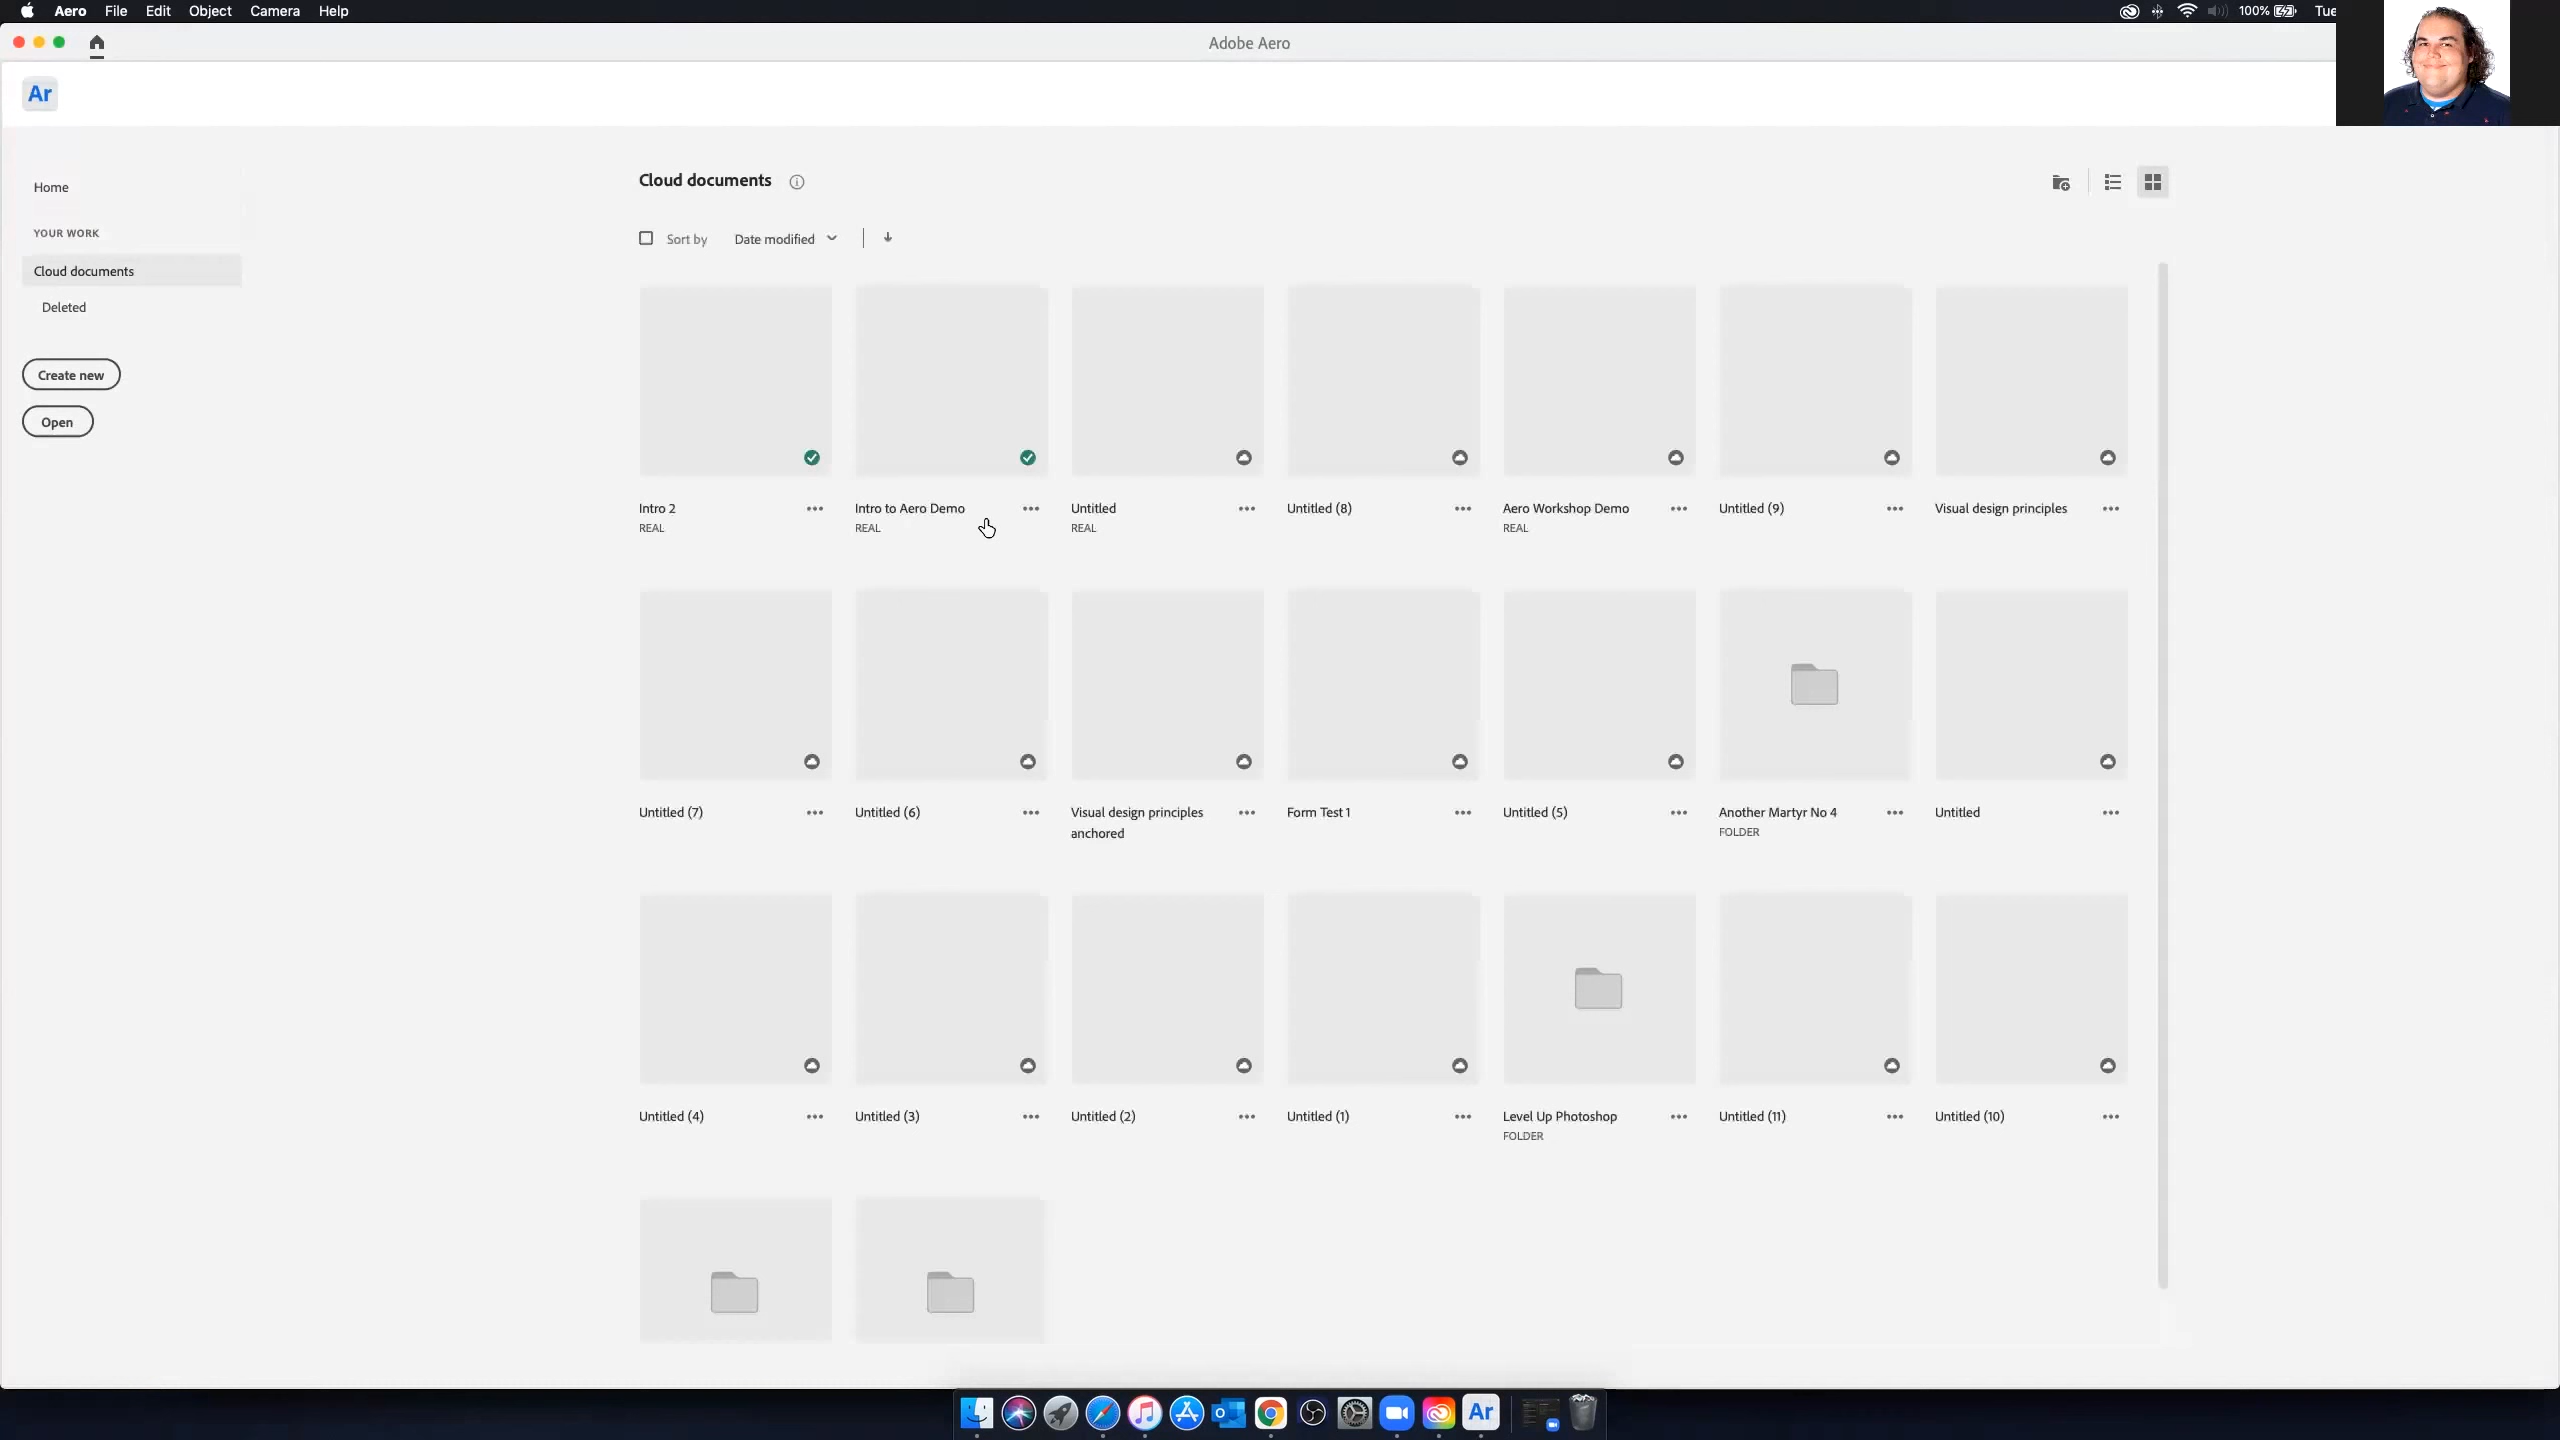 Aero File Edit Object Camera Help
100% Tue
Adobe Aero
Ar
Home
YOUR WORK
Cloud documents
Deleted
Create new
Open
Cloud documents
Sort by Date modified
Intro 2
REAL
Intro to Aero Demo
REAL
Untitled
REAL
Untitled (8)
Aero Workshop Demo
REAL
Untitled (9)
Visual design principles
Untitled (7)
Untitled (6)
Visual design principles
anchored
Form Test 1
Untitled (5)
Another Martyr No 4
FOLDER
Untitled
Untitled (4)
Untitled (3)
Untitled (2)
Untitled (1)
Level Up Photoshop
FOLDER
Untitled (11)
Untitled (10)
Ar